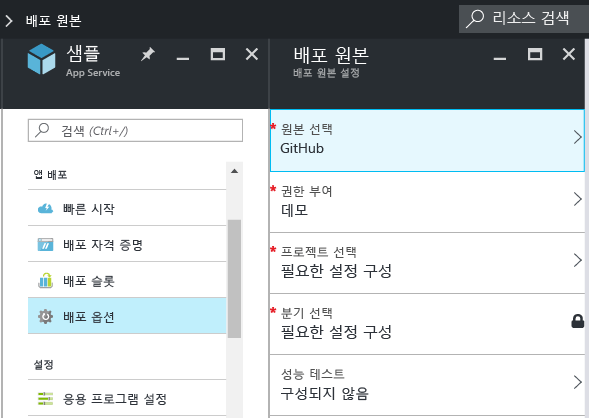 배포 원본
리소스 검색
샘플
App Service
검색 (Ctrl+/)
앱 배포
빠른 시작
배포 자격 증명
배포 슬롯
배포 옵션
설정
응용 프로그램 설정
배포 원본
배포 원본 설정
* 원본 선택
GitHub
* 권한 부여
데모
* 프로젝트 선택
필요한 설정 구성
* 분기 선택
필요한 설정 구성
성능 테스트
구성되지 않음